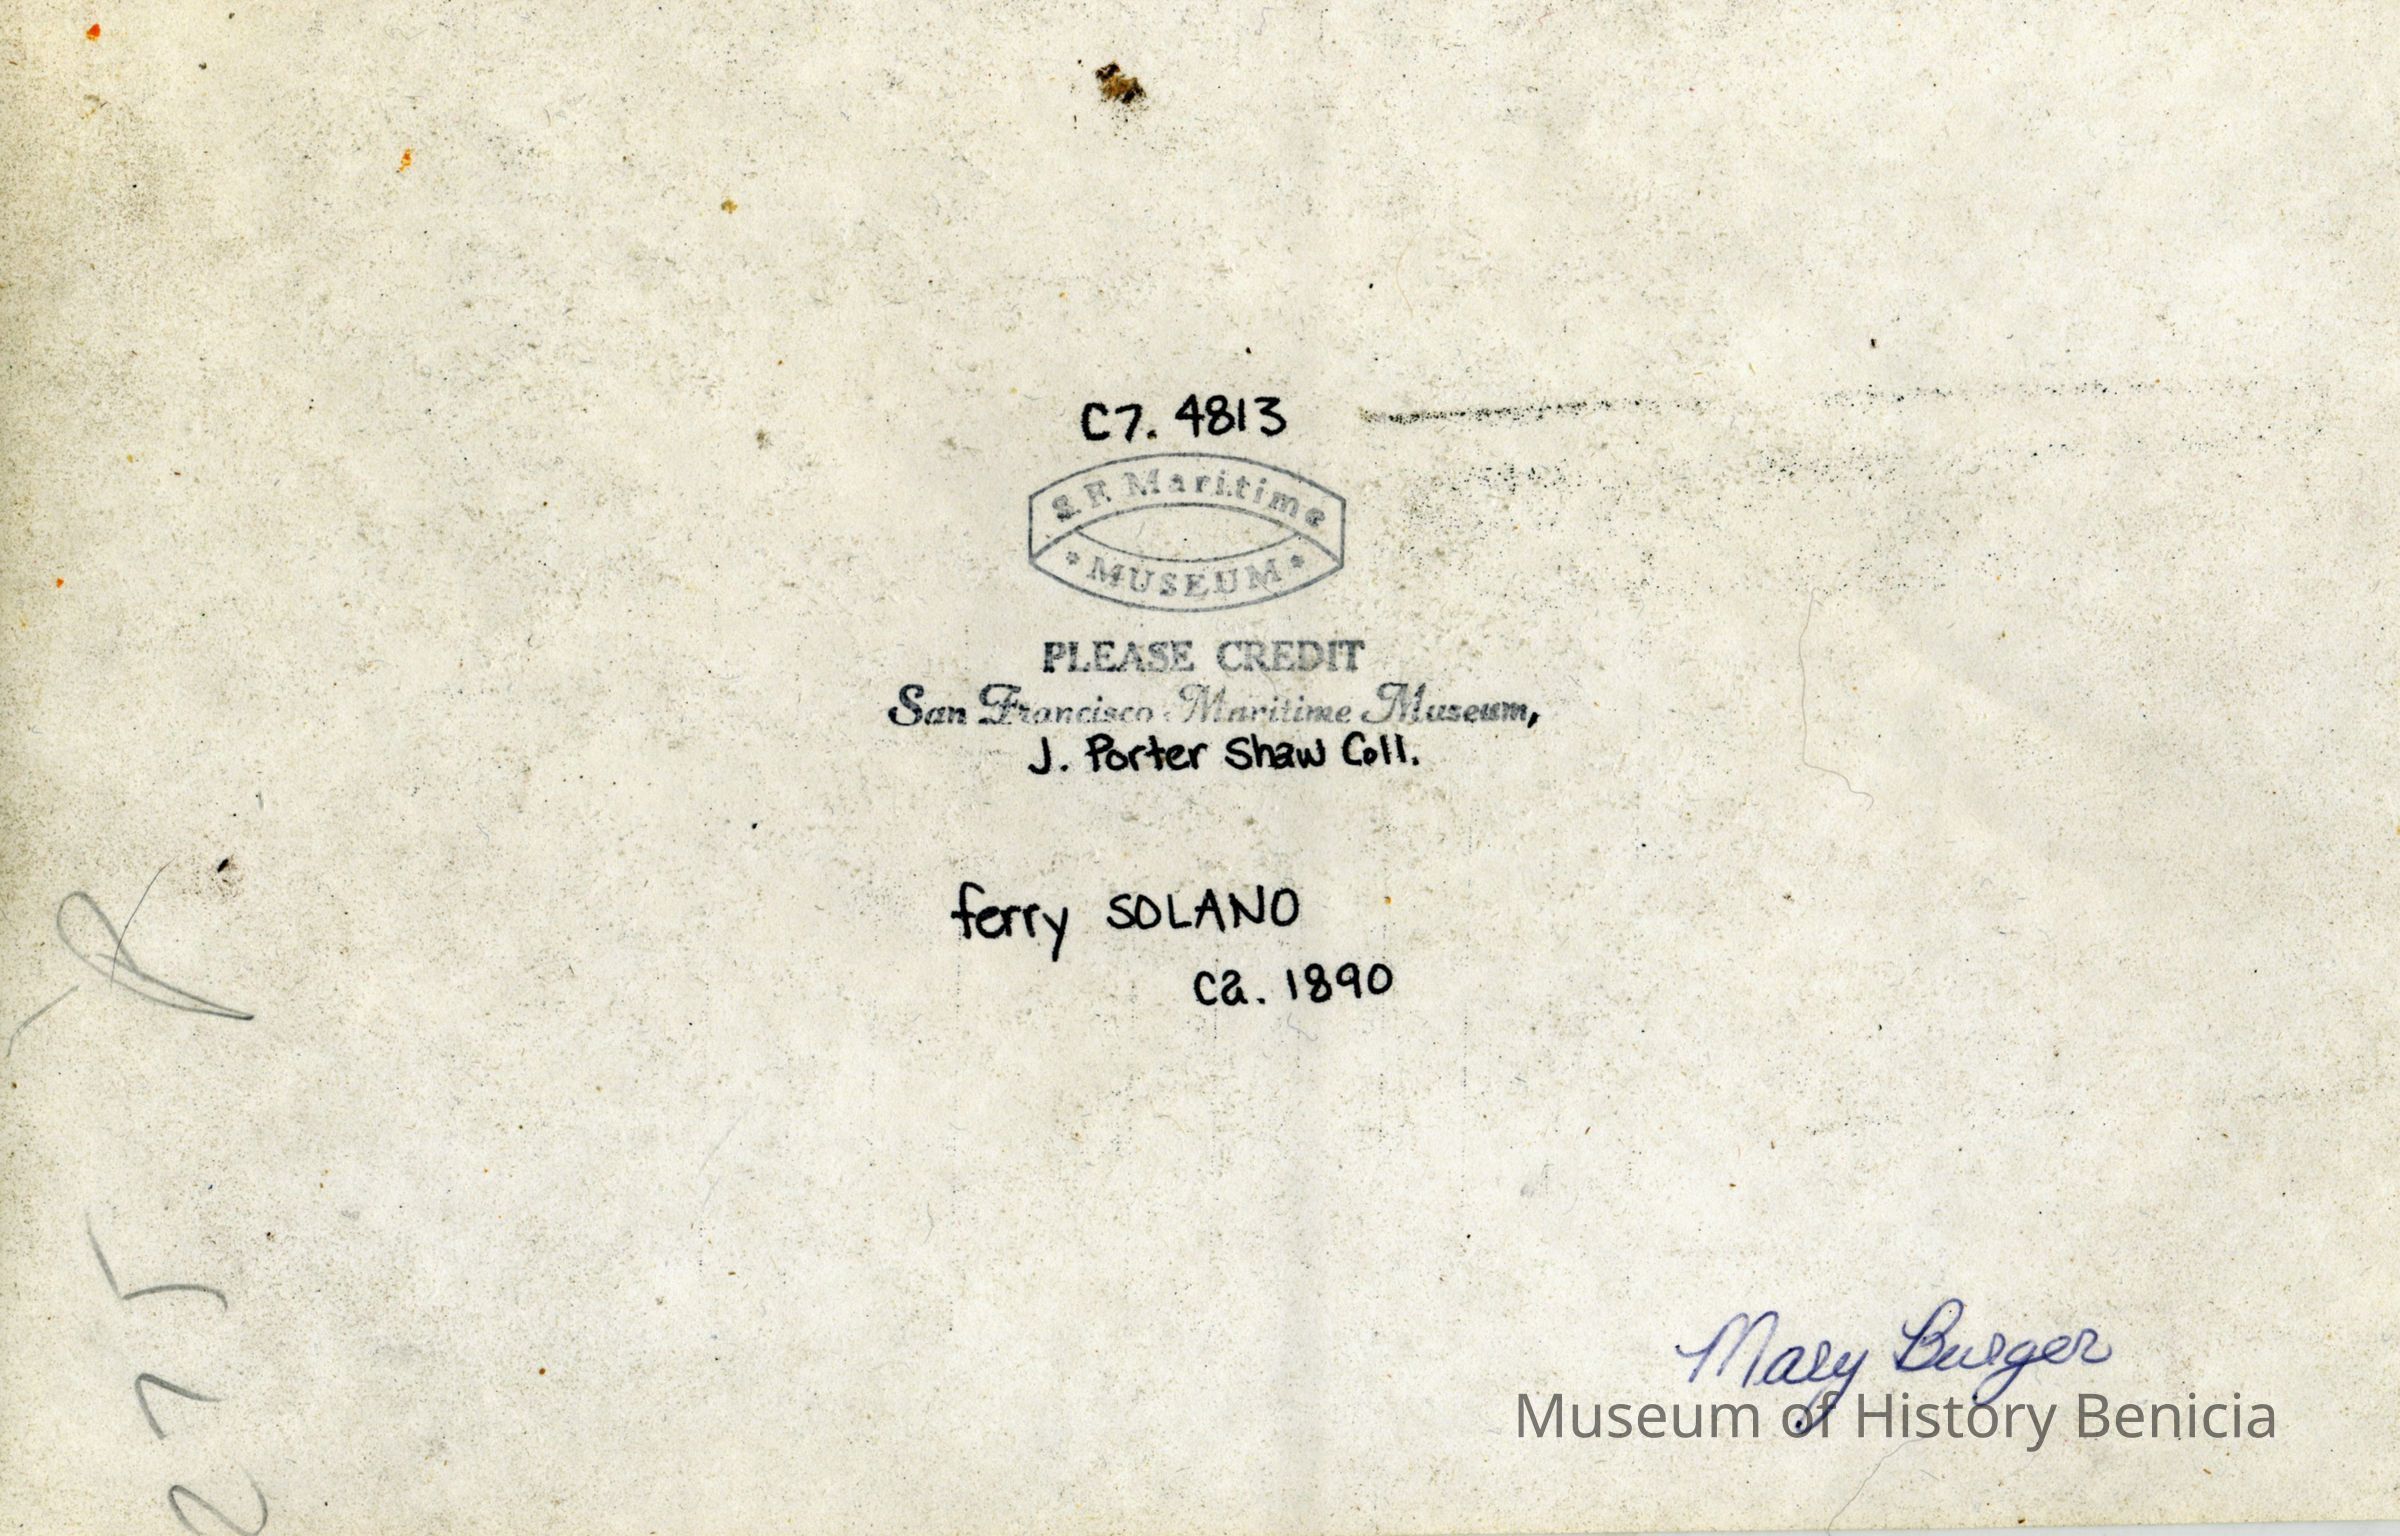 C7. 4813
S.F. Maritime
MUSEUM
PLEASE CREDIT
San Francisco Maritime Museum,
J. Porter Shaw Coll.
ferry SOLANO
ca. 1890
Mary Burger
Museum of History Benicia
275